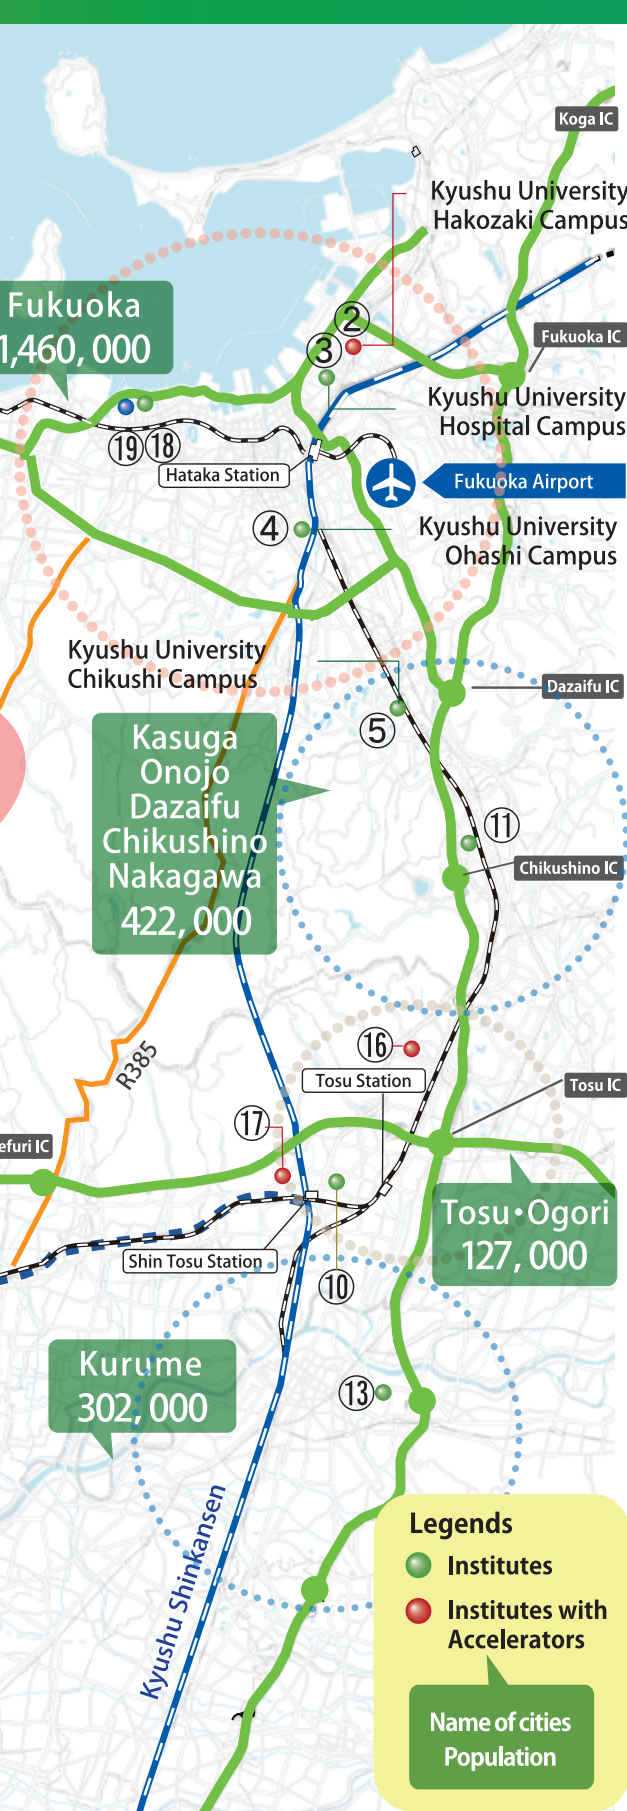 Koga IC
Kyushu University
Hakozaki Campus
Fukuoka
1,460,000
②
Fukuoka IC
③
Kyushu University
Hospital Campus
⑲ ⑱
Hataka Station
Fukuoka Airport
④
Kyushu University
Ohashi Campus
Kyushu University
Chikushi Campus
Dazaifu IC
⑤
Kasuga
Onojo
Dazaifu
Chikushino
Nakagawa
422,000
⑪
Chikushino IC
⑯
R385
Tosu Station
Tosu IC
⑰
efuri IC
Tosu・Ogori
127,000
Shin Tosu Station
⑩
Kurume
302,000
⑬
Kyushu Shinkansen
Legends
Institutes
Institutes with
Accelerators
Name of cities
Population